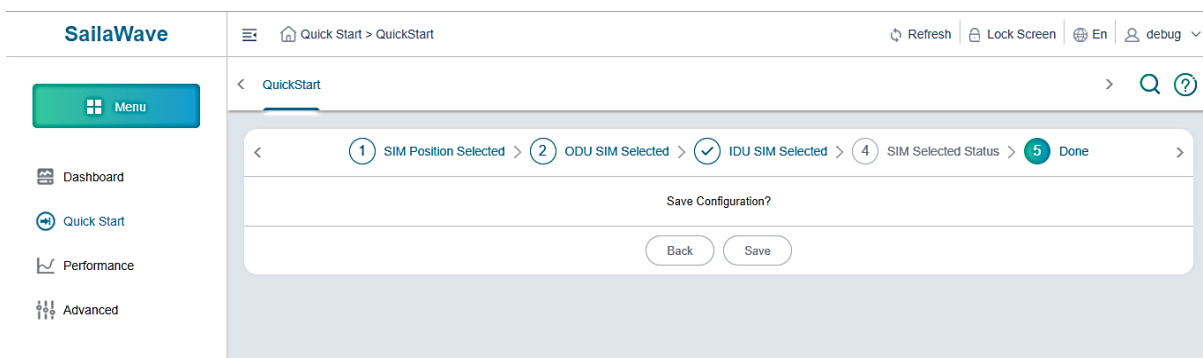 SailaWave
Quick Start > QuickStart
Refresh
Lock Screen
En
debug
Menu
QuickStart
Dashboard
Quick Start
Performance
Advanced
1 SIM Position Selected > 2 ODU SIM Selected > IDU SIM Selected > 4 SIM Selected Status > 5 Done
Save Configuration?
Back
Save